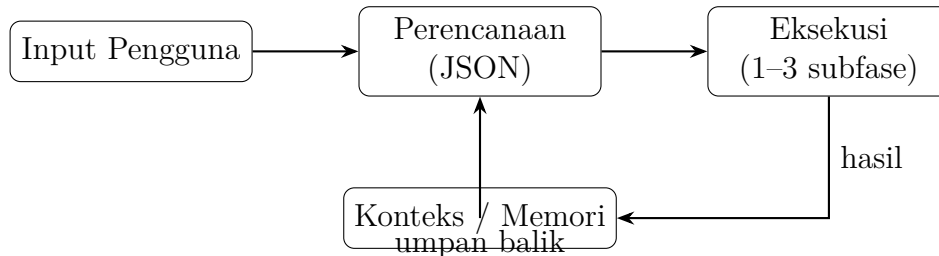 Input Pengguna
Perencanaan
(JSON)
Eksekusi
(1–3 subfase)
hasil
Konteks / Memori
umpan balik